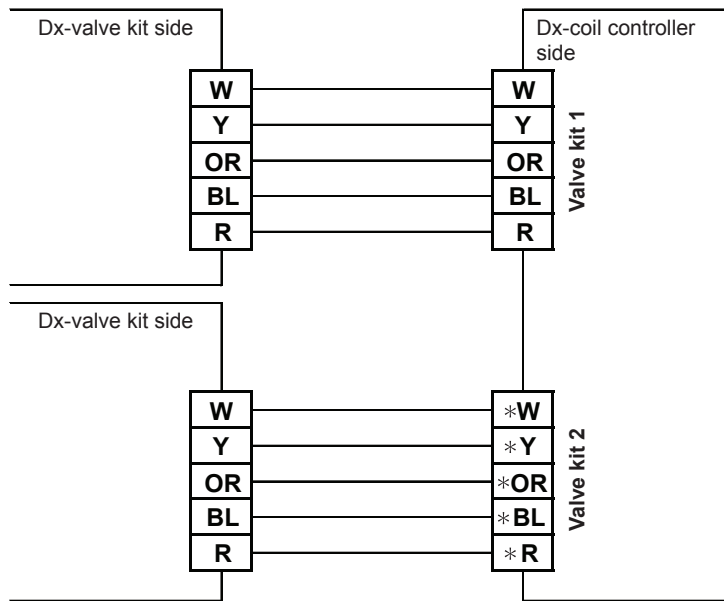 Dx-valve kit side
W
Y
OR
BL
R
Dx-coil controller
side
W
Y
OR
BL
R
Valve kit 1
Dx-valve kit side
W
Y
OR
BL
R
*W
*Y
*OR
*BL
*R
Valve kit 2